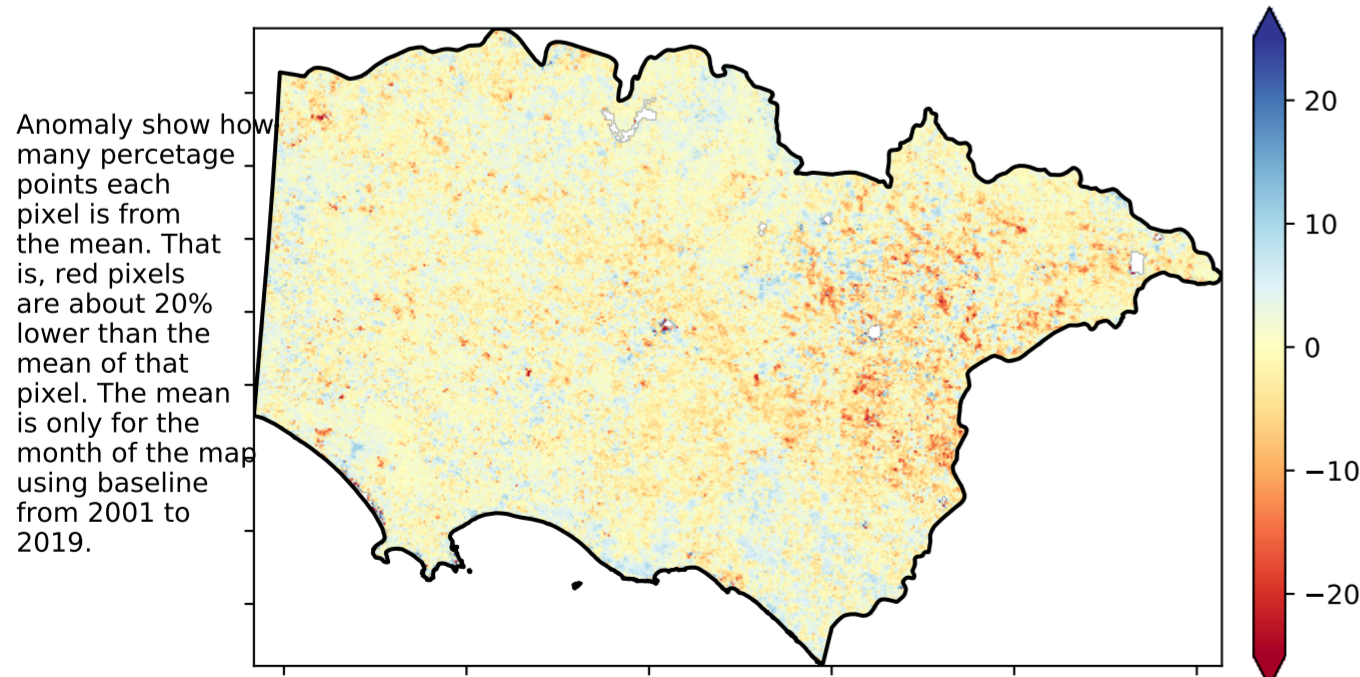 Anomaly show how
many percetage
points each
pixel is from
the mean. That
is, red pixels
are about 20%
lower than the
mean of that
pixel. The mean
is only for the
month of the map
using baseline
from 2001 to
2019.
20
10
0
−10
−20